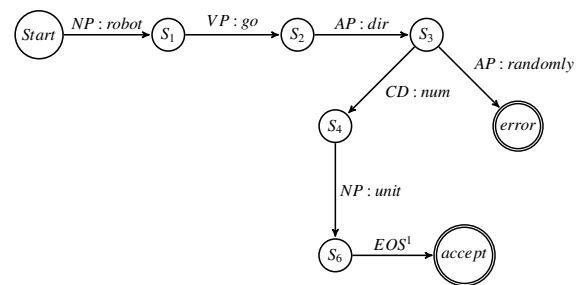 Start NP : robot S1 VP : go S2 AP : dir S3
AP : randomly
CD : num
S4 error
NP : unit
S6 EOS¹ accept